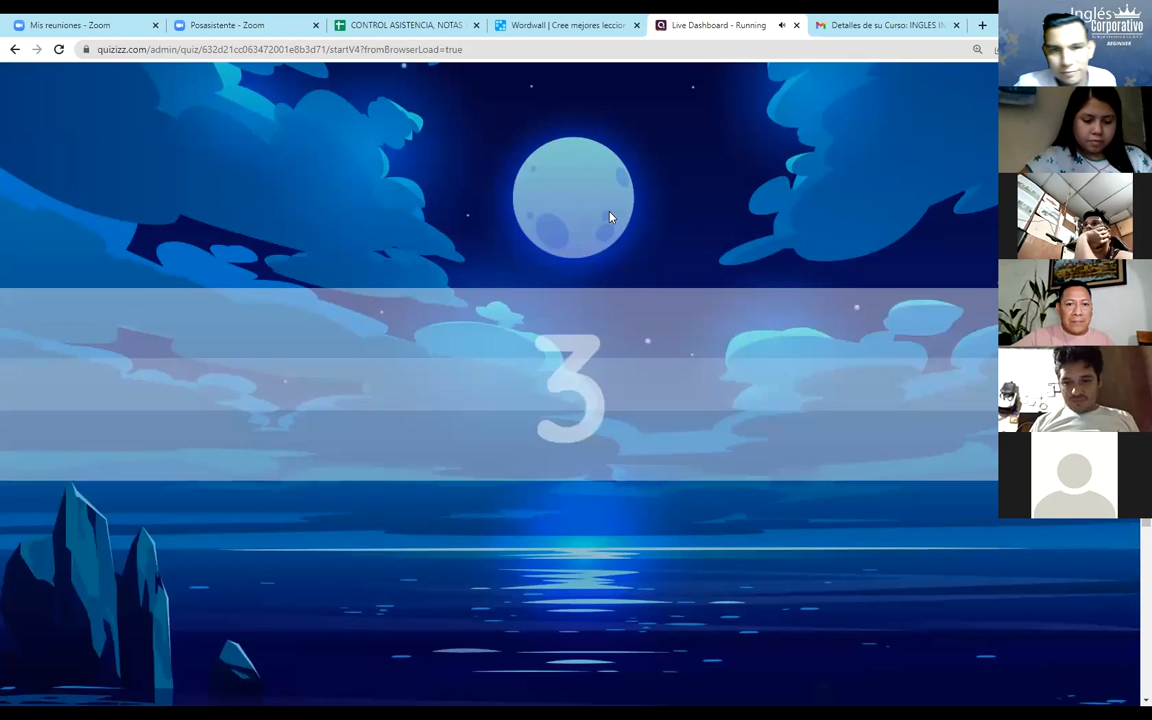 Mis reuniones - Zoom
Posasistente - Zoom
CONTROL ASISTENCIA, NOTAS
Wordwall | Cree mejores leccion
Live Dashboard - Running
Detalles de su Curso: INGLES IN
quizizz.com/admin/quiz/632d21cc063472001e8b3d71/startV4?fromBrowserLoad=true
Inglés
Corporativo
BEGINNER
3